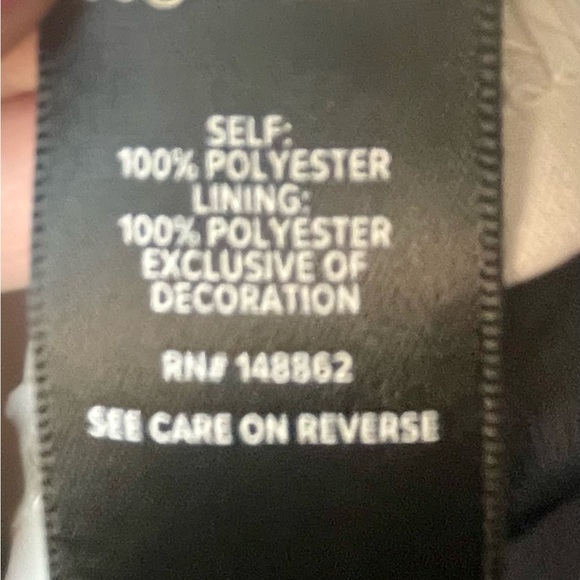 SELF:
100% POLYESTER
LINING:
100% POLYESTER
EXCLUSIVE OF
DECORATION
RN# 148862
SEE CARE ON REVERSE